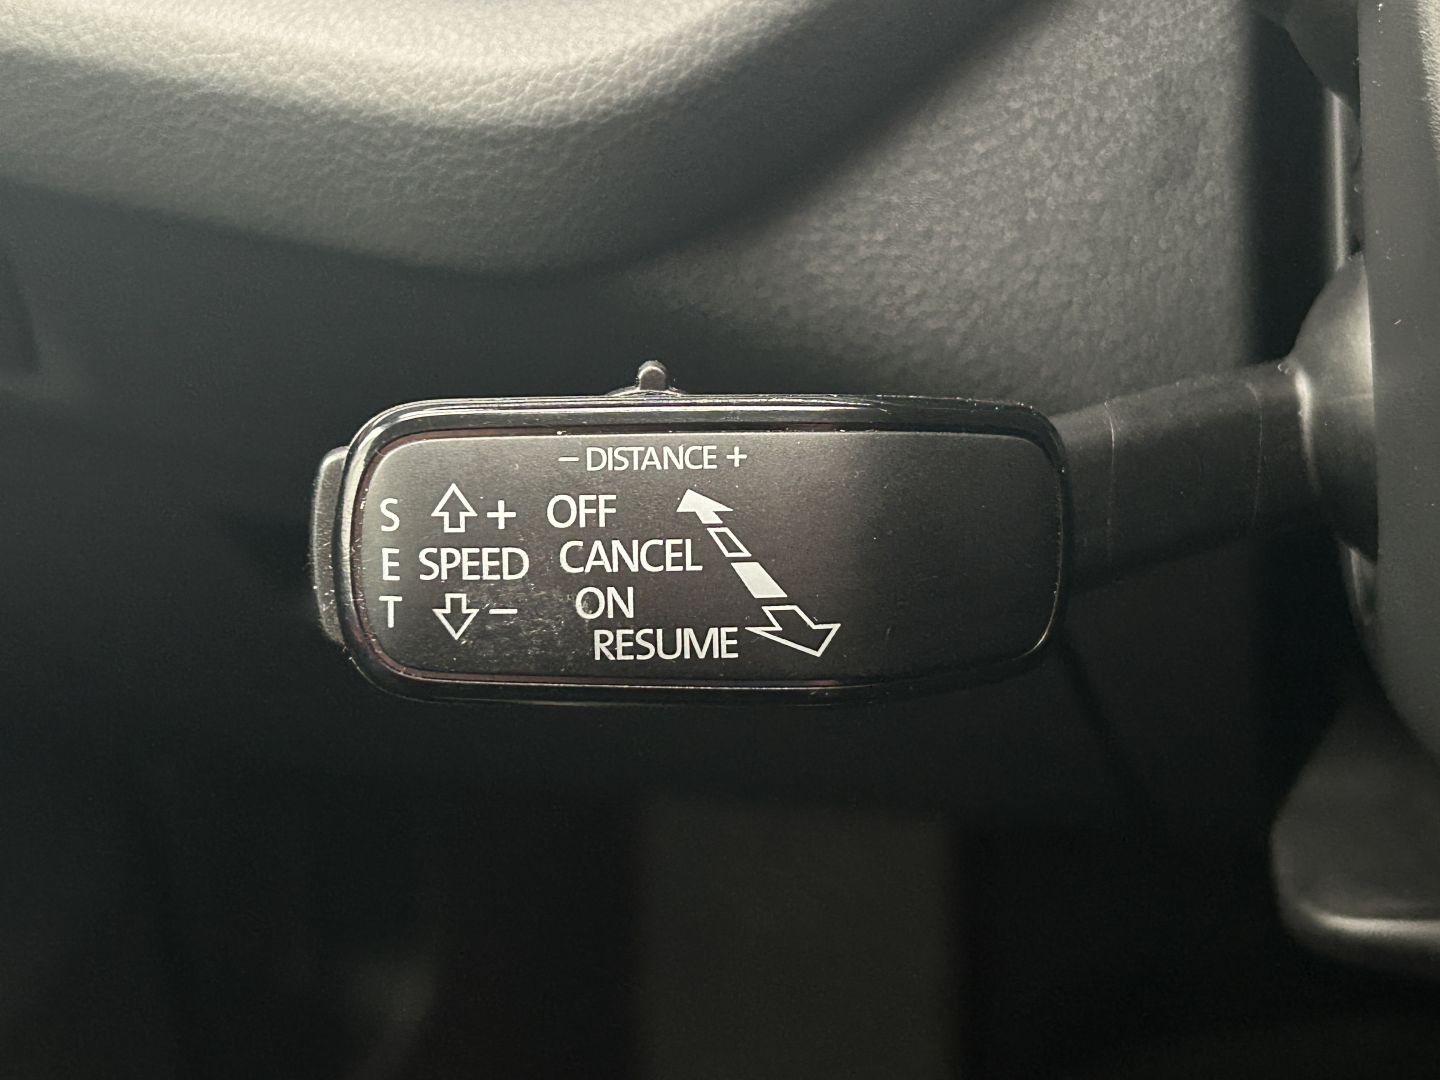 − DISTANCE +
S + OFF
E SPEED CANCEL
T − ON
RESUME